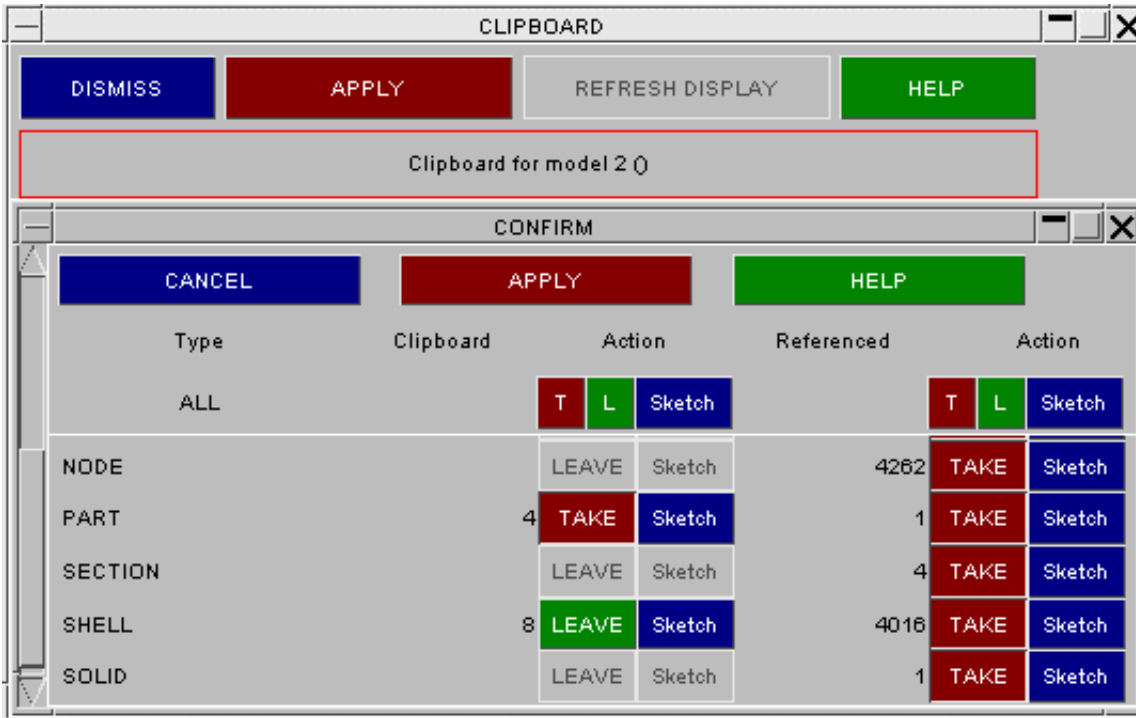 CLIPBOARD
DISMISS APPLY REFRESH DISPLAY HELP
Clipboard for model 2 ()
CONFIRM
CANCEL APPLY HELP
Type Clipboard Action Referenced Action
ALL T L Sketch T L Sketch
NODE LEAVE Sketch 4262 TAKE Sketch
PART 4 TAKE Sketch 1 TAKE Sketch
SECTION LEAVE Sketch 4 TAKE Sketch
SHELL 8 LEAVE Sketch 4016 TAKE Sketch
SOLID LEAVE Sketch 1 TAKE Sketch